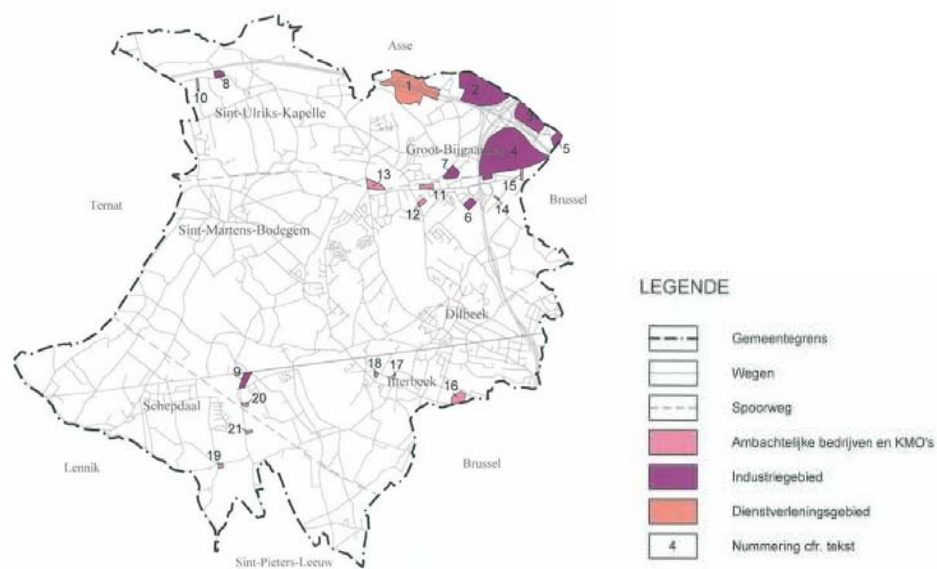 Asse
1
2
8
10
3
Sint-Ulriks-Kapelle
Groot-Bijgaarden
4
5
7
13
15
11
Ternat
12
6
14
Brussel
Sint-Martens-Bodegem
LEGENDE
Dilbeek
Gemeentegrens
9
18
17
Wegen
Itterbeek
16
20
Schepdaal
Spoorweg
21
Ambachtelijke bedrijven en KMO's
19
Lennik
Brussel
Industriegebied
Dienstverleningsgebied
4
Nummering cfr. tekst
Sint-Pieters-Leeuw